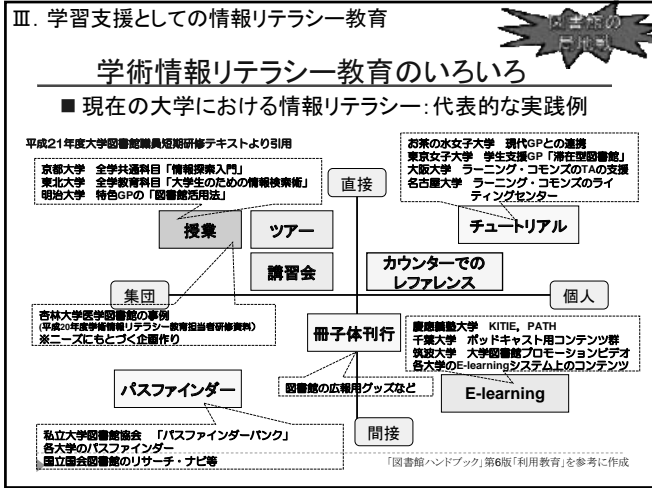 Ⅲ．学習支援としての情報リテラシー教育
図書館の
学術情報リテラシー教育のいろいろ
■ 現在の大学における情報リテラシー：代表的な実践例
平成21年度大学図書館職員短期研修テキストより引用
京都大学　全学共通科目「情報探索入門」
東北大学　全学教育科目「大学生のための情報検索術」
明治大学　特色GPの「図書館活用法」
直接
お茶の水女子大学　現代GPとの連携
東京女子大学　学生支援GP「滞在型図書館」
大阪大学　ラーニング・コモンズのTAの支援
名古屋大学　ラーニング・コモンズのライ
ティングセンター
授業
ツアー
チュートリアル
講習会
カウンターでの
レファレンス
集団
個人
杏林大学医学図書館の事例
(平成20年度学術情報リテラシー教育担当者研修資料)
※ニーズにもとづく企画作り
冊子体刊行
慶應義塾大学　KITIE，PATH
千葉大学　ポッドキャスト用コンテンツ群
筑波大学　大学図書館プロモーションビデオ
各大学のE-learningシステム上のコンテンツ
パスファインダー
図書館の広報用グッズなど
E-learning
私立大学図書館協会　「パスファインダーバンク」
各大学のパスファインダー
国立国会図書館のリサーチ・ナビ等
間接
「図書館ハンドブック」第6版「利用教育」を参考に作成